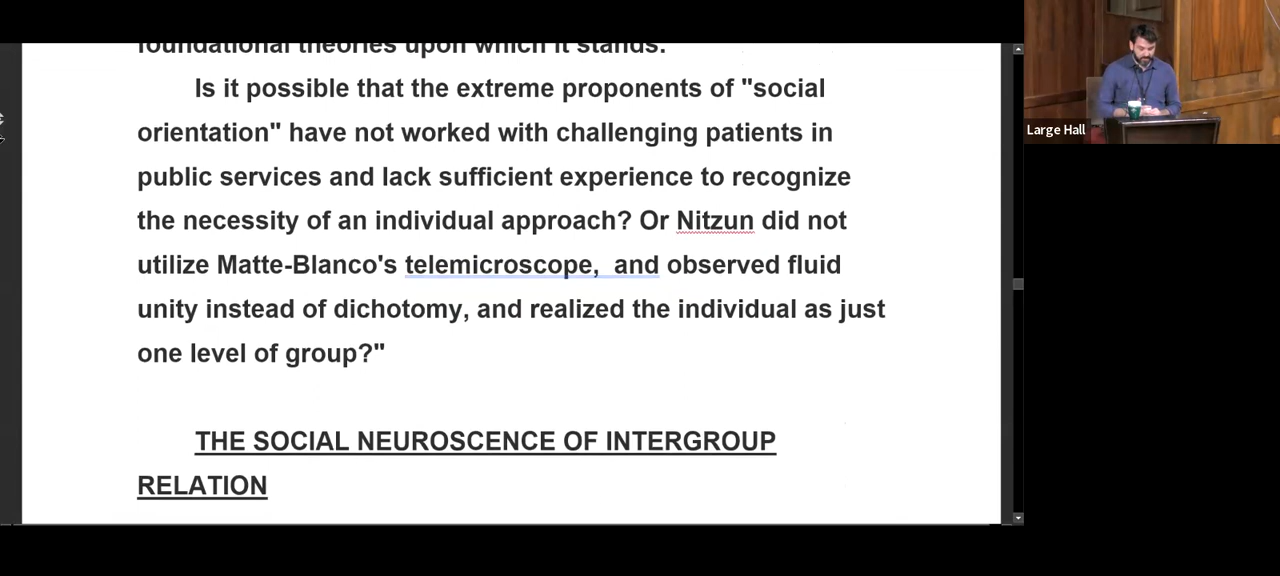 foundational theories upon which it stands.
Is it possible that the extreme proponents of "social
orientation" have not worked with challenging patients in
public services and lack sufficient experience to recognize
the necessity of an individual approach? Or Nitzun did not
utilize Matte-Blanco's telemicroscope,  and observed fluid
unity instead of dichotomy, and realized the individual as just
one level of group?"
THE SOCIAL NEUROSCENCE OF INTERGROUP
RELATION
Large Hall